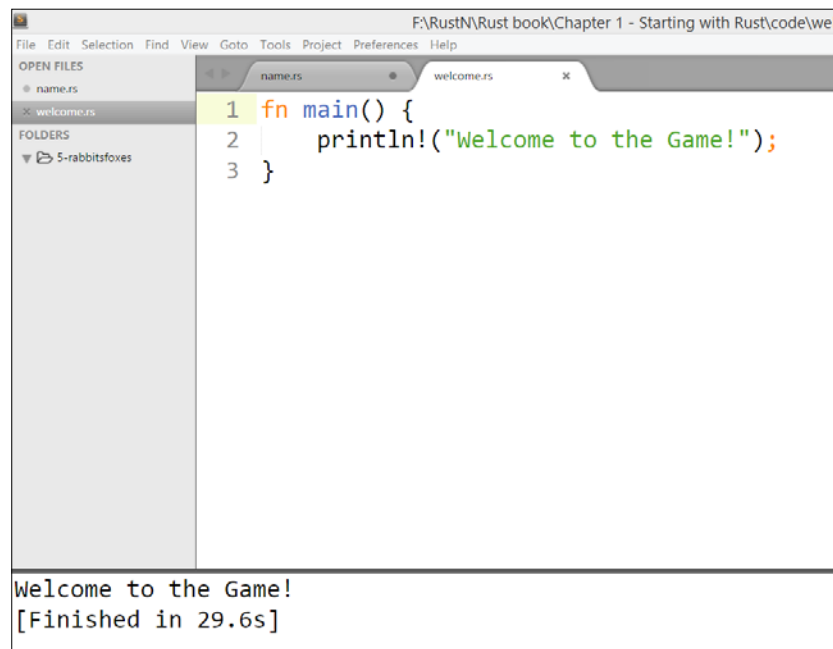 F:\RustN\Rust book\Chapter 1 - Starting with Rust\code\we
File Edit Selection Find View Goto Tools Project Preferences Help
OPEN FILES
name.rs
welcome.rs
FOLDERS
5-rabbitsfoxes
name.rs welcome.rs
1 fn main() {
2 println!("Welcome to the Game!");
3 }
Welcome to the Game!
[Finished in 29.6s]